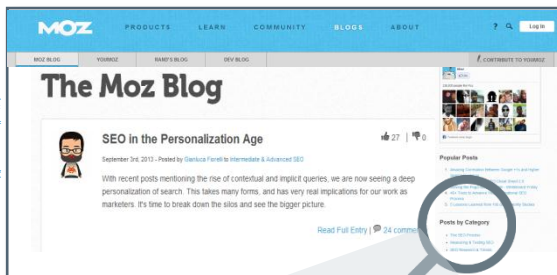 MOZ
PRODUCTS LEARN COMMUNITY BLOGS ABOUT
? Log In
MOZ BLOG YOUMOZ RAND'S BLOG DEV BLOG
CONTRIBUTE TO YOUMOZ
The Moz Blog
SEO in the Personalization Age
27 | 0
September 3rd, 2013 - Posted by Gianluca Fiorelli to Intermediate & Advanced SEO
With recent posts mentioning the rise of contextual and implicit queries, we are now seeing a deep
personalization of search. This takes many forms, and has very real implications for our work as
marketers. It's time to break down the silos and see the bigger picture.
Read Full Entry | 24 comments
Popular Posts
Posts by Category